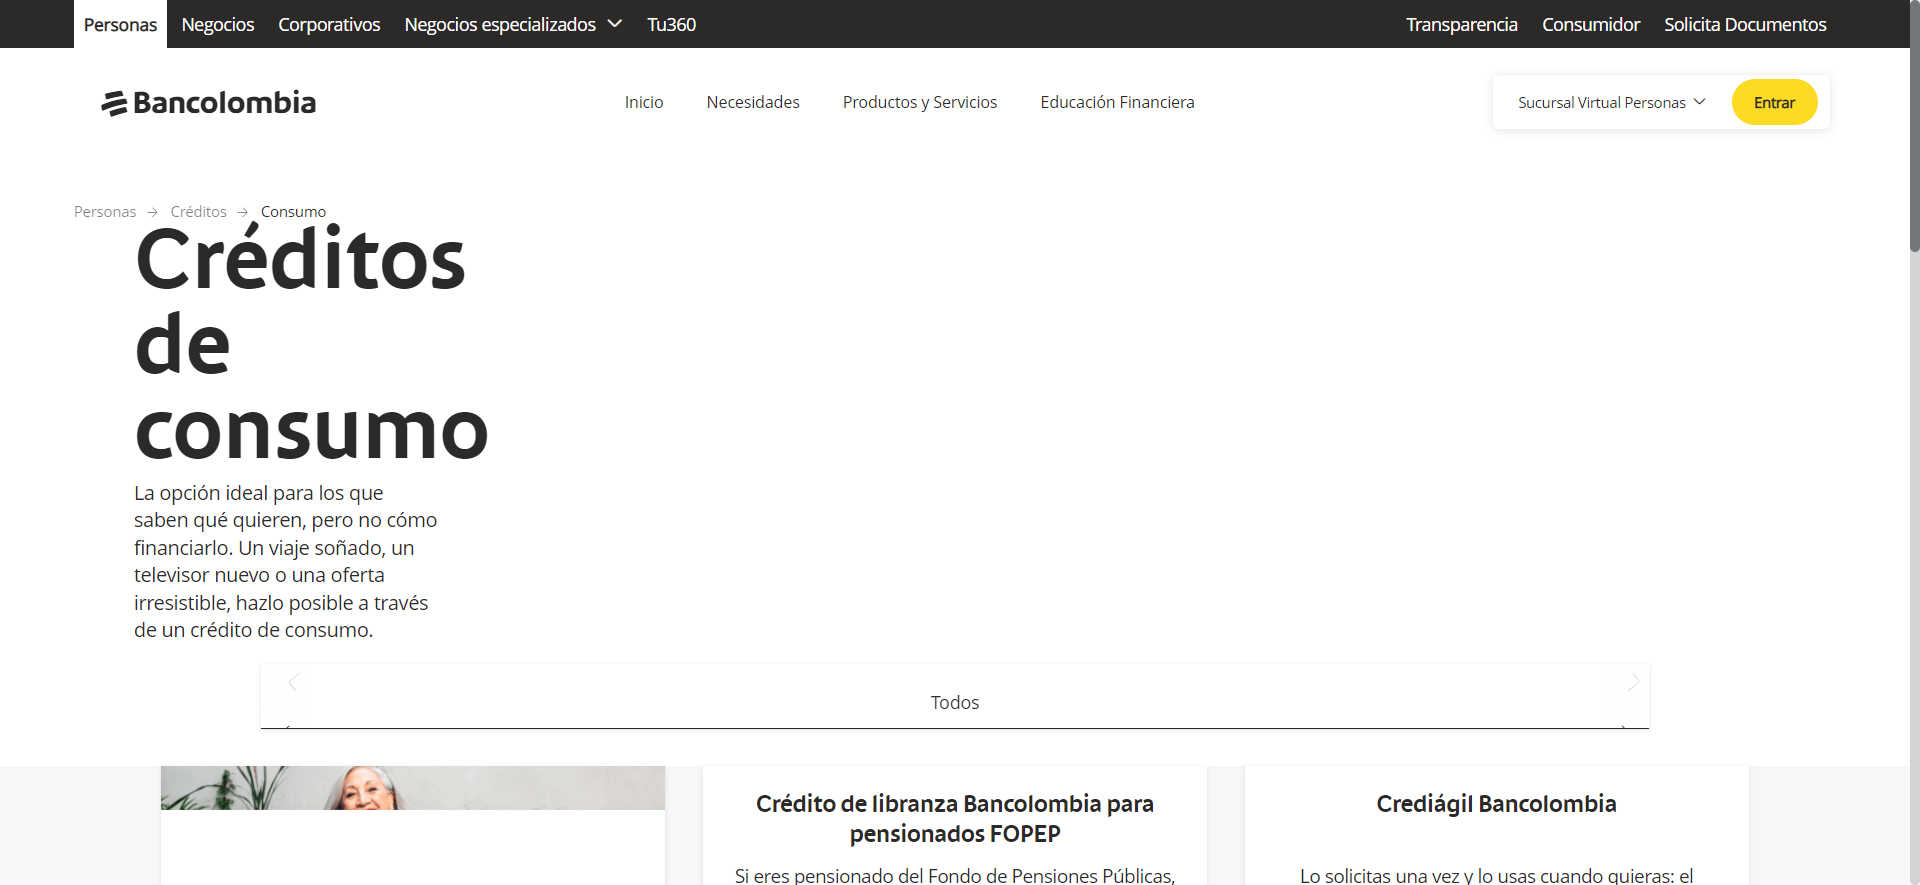 Personas Negocios Corporativos Negocios especializados Tu360 Transparencia Consumidor Solicita Documentos
Bancolombia Inicio Necesidades Productos y Servicios Educación Financiera Sucursal Virtual Personas Entrar
Personas → Créditos → Consumo
Créditos
de
consumo
La opción ideal para los que
saben qué quieren, pero no cómo
financiarlo. Un viaje soñado, un
televisor nuevo o una oferta
irresistible, hazlo posible a través
de un crédito de consumo.
Todos
Crédito de libranza Bancolombia para
pensionados FOPEP
Si eres pensionado del Fondo de Pensiones Públicas,
Crediágil Bancolombia
Lo solicitas una vez y lo usas cuando quieras: el